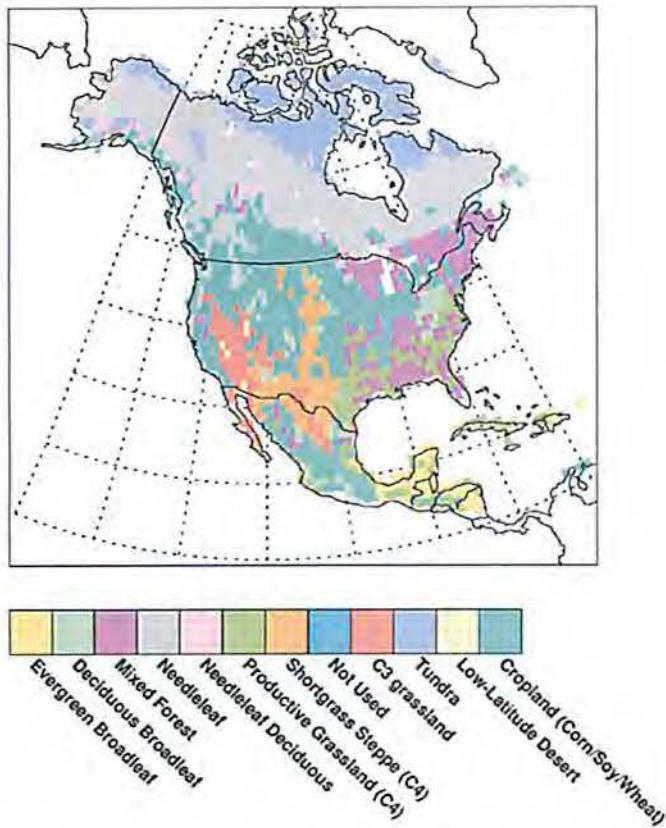 Evergreen Broadleaf
Deciduous Broadleaf
Mixed Forest
Needleleaf
Needleleaf Deciduous
Productive Grassland (C4)
Shortgrass Steppe (C4)
Not Used
C3 grassland
Tundra
Low-Latitude Desert
Cropland (Corn/Soy/Wheat)